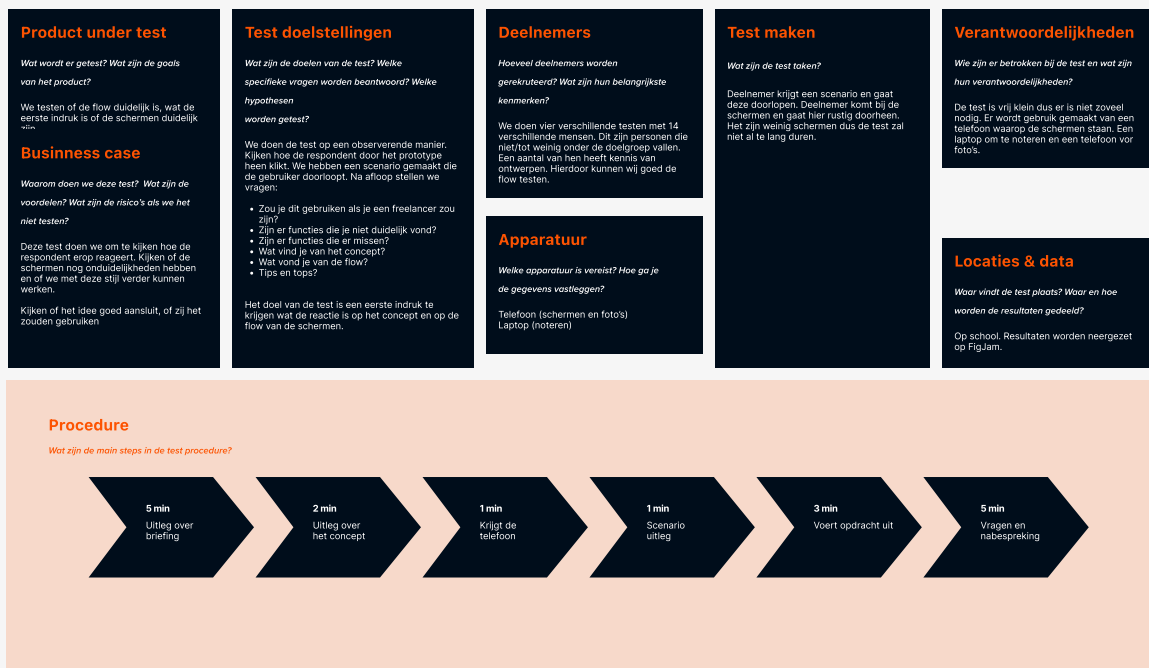 Product under test
Wat wordt er getest? Wat zijn de goals
van het product?
We testen of de flow duidelijk is, wat de
eerste indruk is of de schermen duidelijk
zijn
Businness case
Waarom doen we deze test?  Wat zijn de
voordelen? Wat zijn de risico's als we het
niet testen?
Deze test doen we om te kijken hoe de
respondent erop reageert. Kijken of de
schermen nog onduidelijkheden hebben
en of we met deze stijl verder kunnen
werken.
Kijken of het idee goed aansluit, of zij het
zouden gebruiken
Test doelstellingen
Wat zijn de doelen van de test? Welke
specifieke vragen worden beantwoord? Welke
hypothesen
worden getest?
We doen de test op een observerende manier.
Kijken hoe de respondent door het prototype
heen klikt. We hebben een scenario gemaakt die
de gebruiker doorloopt. Na afloop stellen we
vragen:
• Zou je dit gebruiken als je een freelancer zou
zijn?
• Zijn er functies die je niet duidelijk vond?
• Zijn er functies die er missen?
• Wat vind je van het concept?
• Wat vond je van de flow?
• Tips en tops?
Het doel van de test is een eerste indruk te
krijgen wat de reactie is op het concept en op de
flow van de schermen.
Deelnemers
Hoeveel deelnemers worden
gerekruteerd? Wat zijn hun belangrijkste
kenmerken?
We doen vier verschillende testen met 14
verschillende mensen. Dit zijn personen die
niet/tot weinig onder de doelgroep vallen.
Een aantal van hen heeft kennis van
ontwerpen. Hierdoor kunnen wij goed de
flow testen.
Apparatuur
Welke apparatuur is vereist? Hoe ga je
de gegevens vastleggen?
Telefoon (schermen en foto's)
Laptop (noteren)
Test maken
Wat zijn de test taken?
Deelnemer krijgt een scenario en gaat
deze doorlopen. Deelnemer komt bij de
schermen en gaat hier rustig doorheen.
Het zijn weinig schermen dus de test zal
niet al te lang duren.
Verantwoordelijkheden
Wie zijn er betrokken bij de test en wat zijn
hun verantwoordelijkheden?
De test is vrij klein dus er is niet zoveel
nodig. Er wordt gebruik gemaakt van een
telefoon waarop de schermen staan. Een
laptop om te noteren en een telefoon vor
foto's.
Locaties & data
Waar vindt de test plaats? Waar en hoe
worden de resultaten gedeeld?
Op school. Resultaten worden neergezet
op FigJam.
Procedure
Wat zijn de main steps in de test procedure?
5 min
Uitleg over
briefing
2 min
Uitleg over
het concept
1 min
Krijgt de
telefoon
1 min
Scenario
uitleg
3 min
Voert opdracht uit
5 min
Vragen en
nabespreking